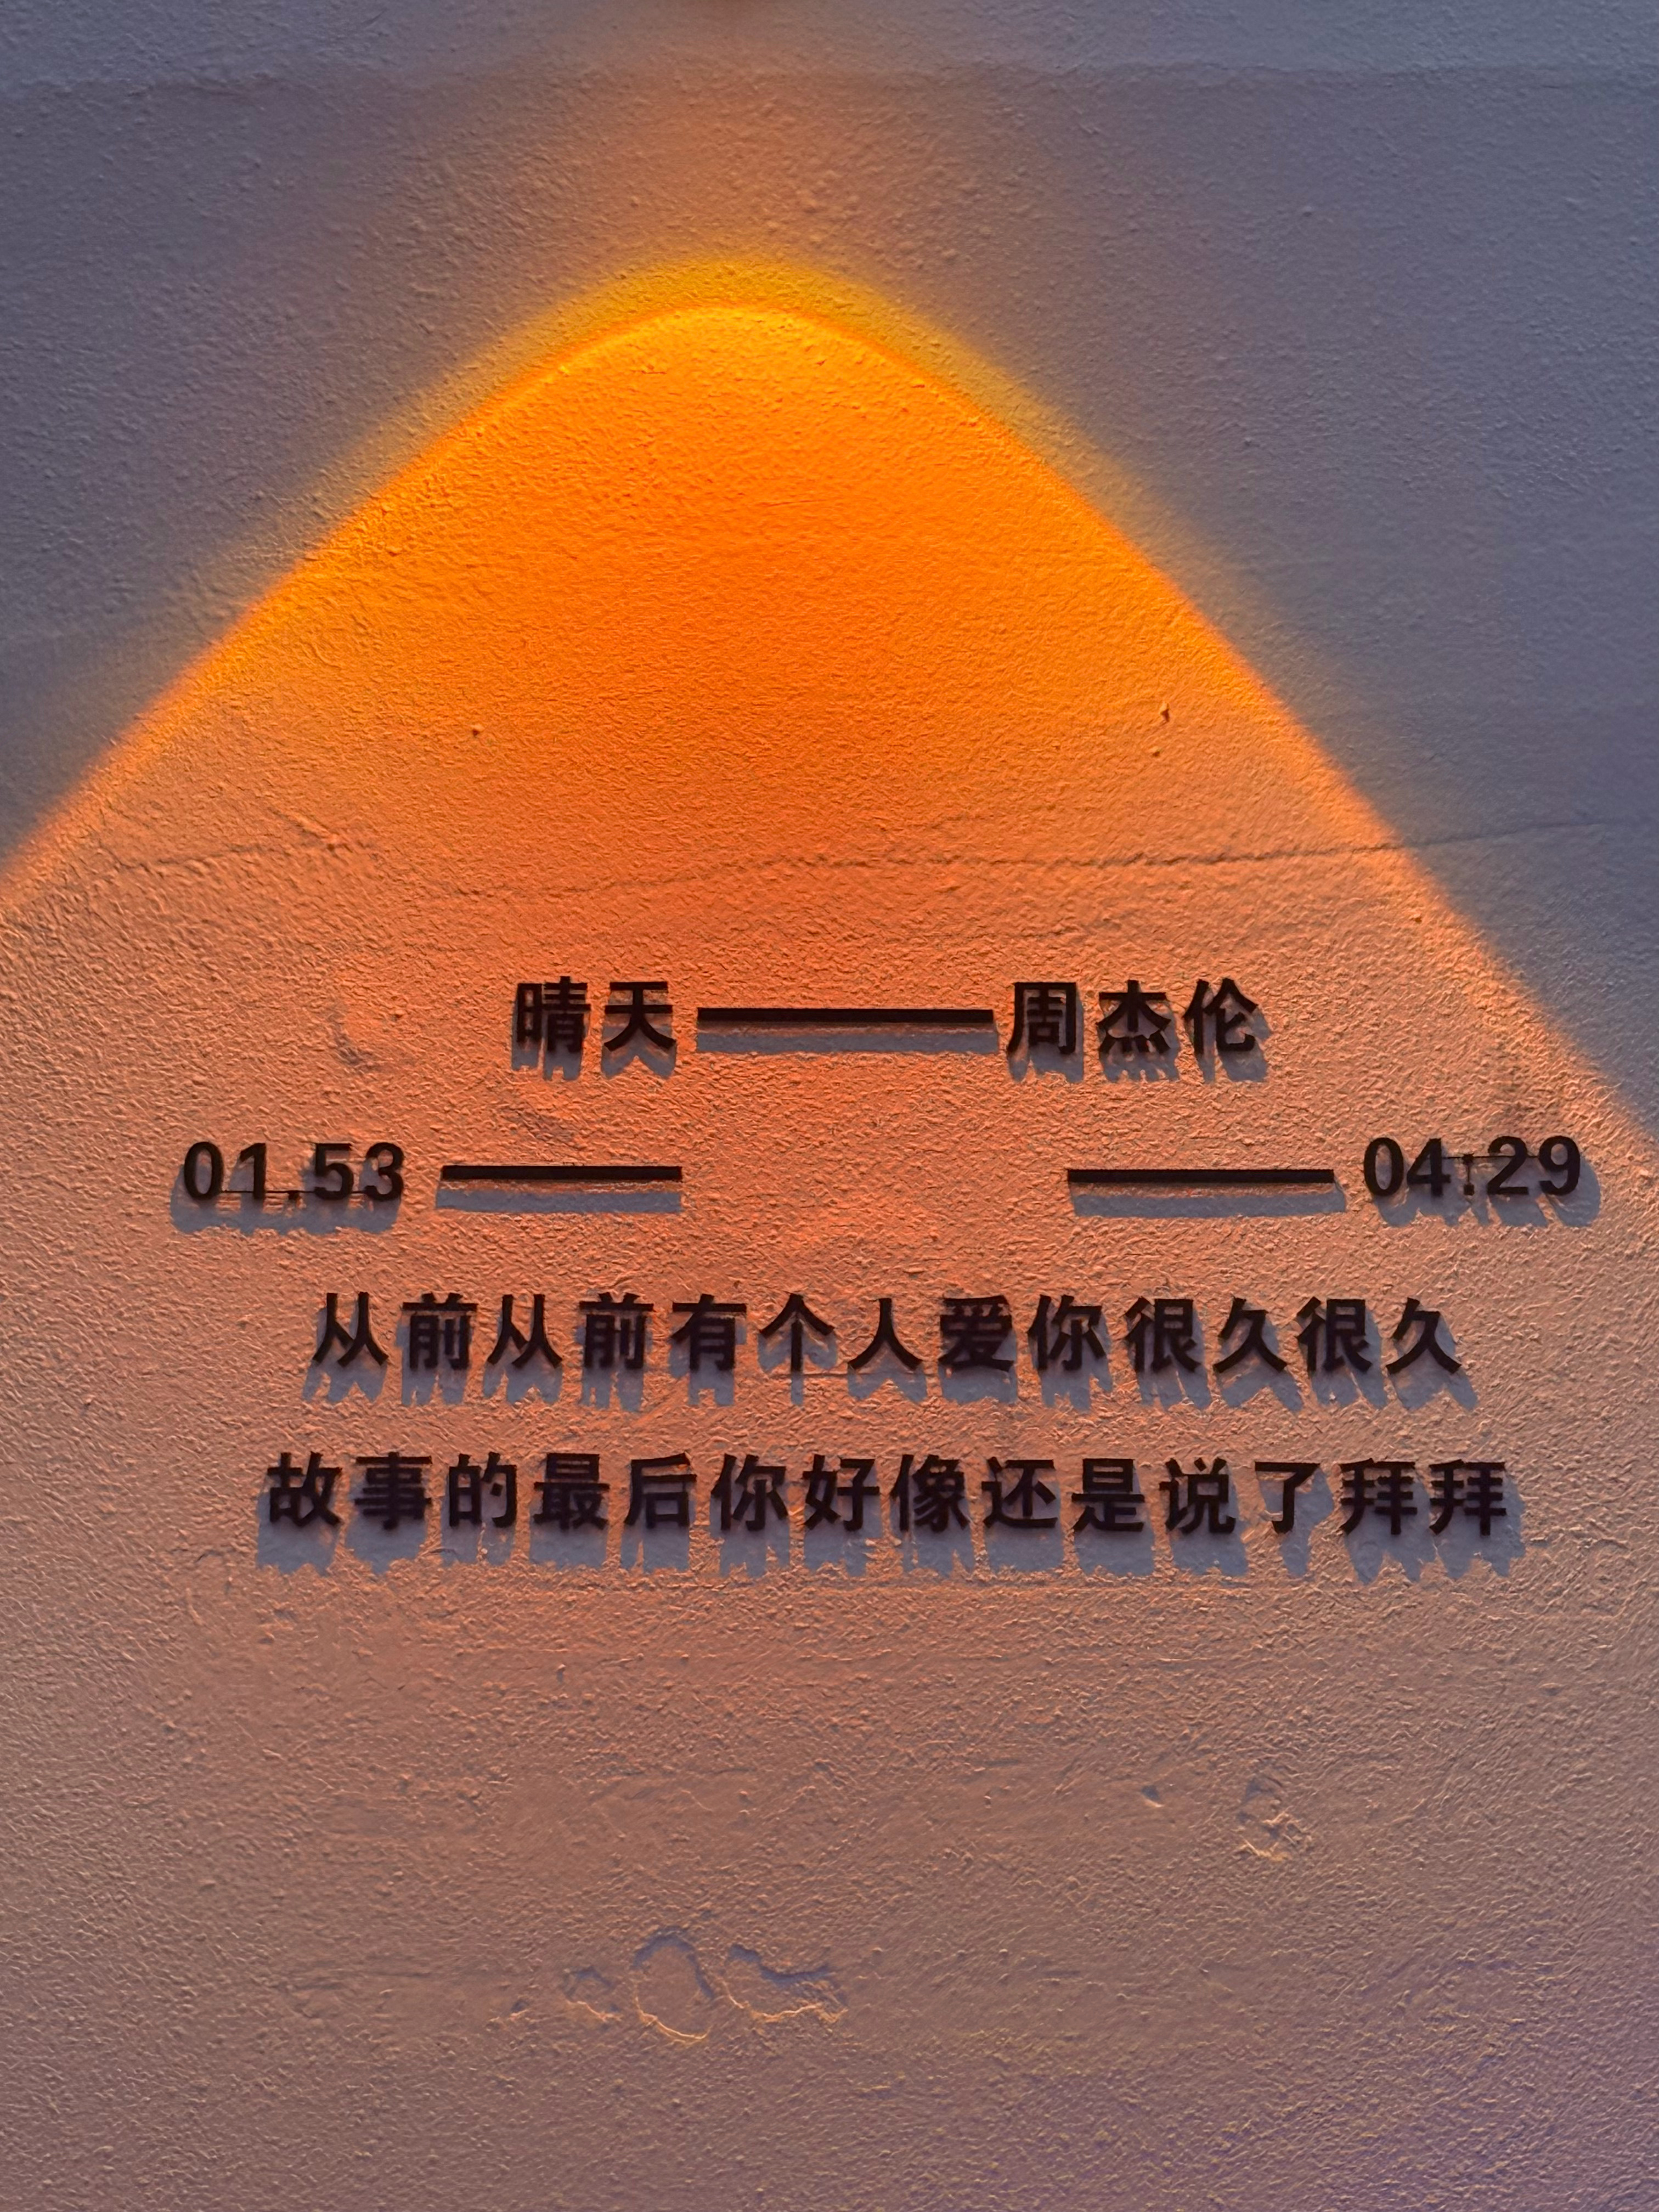 晴天——周杰伦
01.53 — — 04:29
从前从前有个人爱你很久很久
故事的最后你好像还是说了拜拜